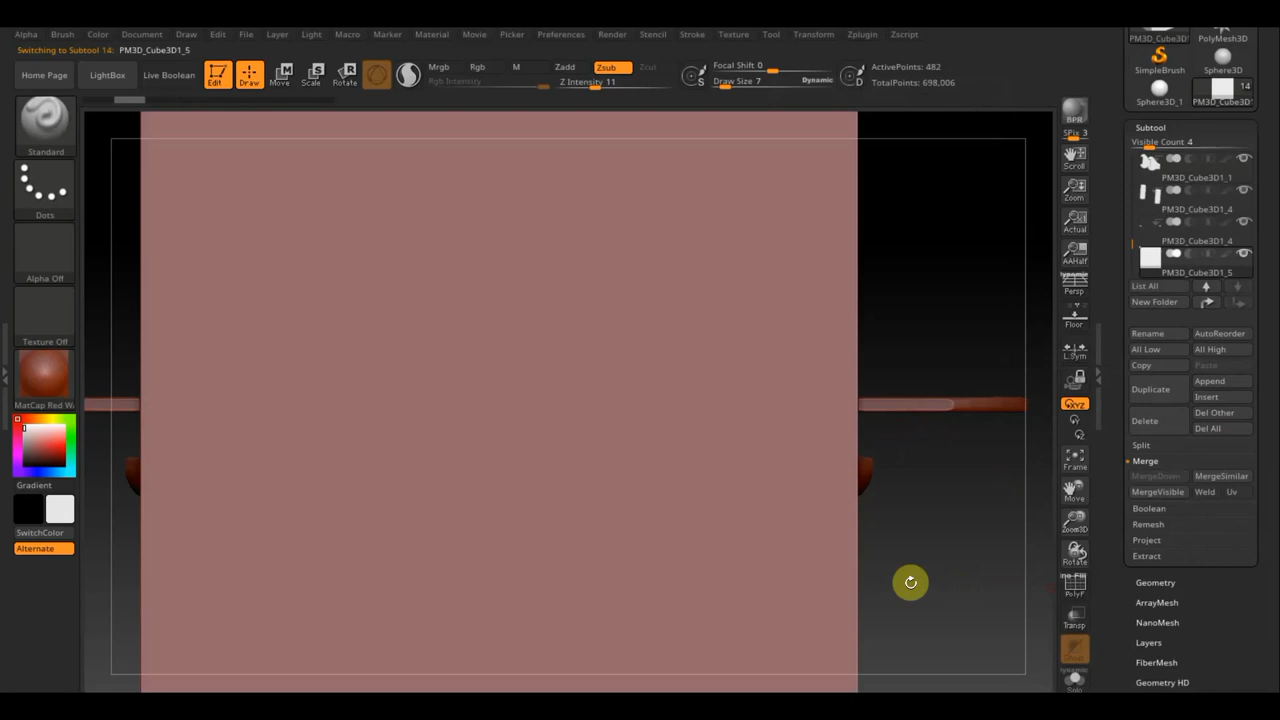 Alpha Brush Color Document Draw Edit File Layer Light Macro Marker Material Movie Picker Preferences Render Stencil Stroke Texture Tool Transform Zplugin Zscript
Switching to Subtool 14: PM3D_Cube3D1_5
Home Page
LightBox
Live Boolean
Edit
Draw
Move
Scale
Rotate
Mrgb Rgb M Zadd Zsub Zcut
Rgb Intensity
Z Intensity 11
S
Focal Shift 0
Draw Size 7
Dynamic
D
ActivePoints: 482
TotalPoints: 698,006
Standard
Dots
Alpha Off
Texture Off
MatCap Red Wa
Gradient
SwitchColor
Alternate
BPR
SPix 3
Scroll
Zoom
Actual
AAHalf
Dynamic
Persp
Floor
L.Sym
XYZ
Frame
Move
Zoom3D
Rotate
PolyF
Transp
Dynamic
Solo
PM3D_Cube3D
PolyMesh3D
SimpleBrush
Sphere3D
Sphere3D_1
14
PM3D_Cube3D
Subtool
Visible Count 4
PM3D_Cube3D1_1
PM3D_Cube3D1_4
PM3D_Cube3D1_4
PM3D_Cube3D1_5
List All
New Folder
Rename AutoReorder
All Low All High
Copy Paste
Duplicate Append
Insert
Delete Del Other
Del All
Split
Merge
MergeDown MergeSimilar
MergeVisible Weld Uv
Boolean
Remesh
Project
Extract
Geometry
ArrayMesh
NanoMesh
Layers
FiberMesh
Geometry HD